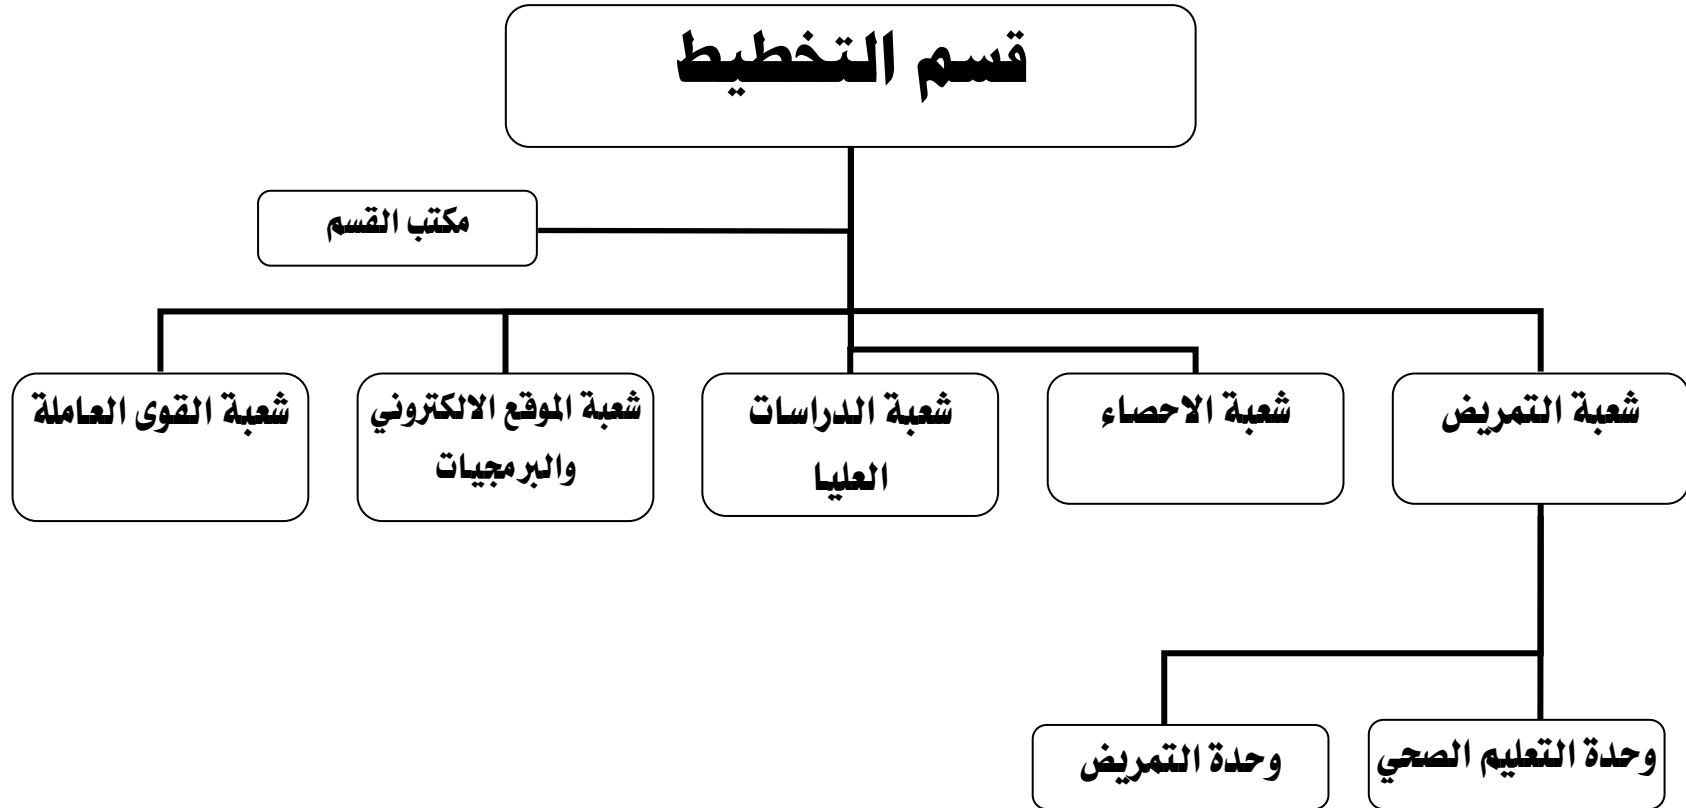 قسم التخطيط
مكتب القسم
شعبة التمريض
شعبة الاحصاء
شعبة الدراسات
العليا
شعبة الموقع الالكتروني
والبرمجيات
شعبة القوى العاملة
وحدة التعليم الصحي
وحدة التمريض